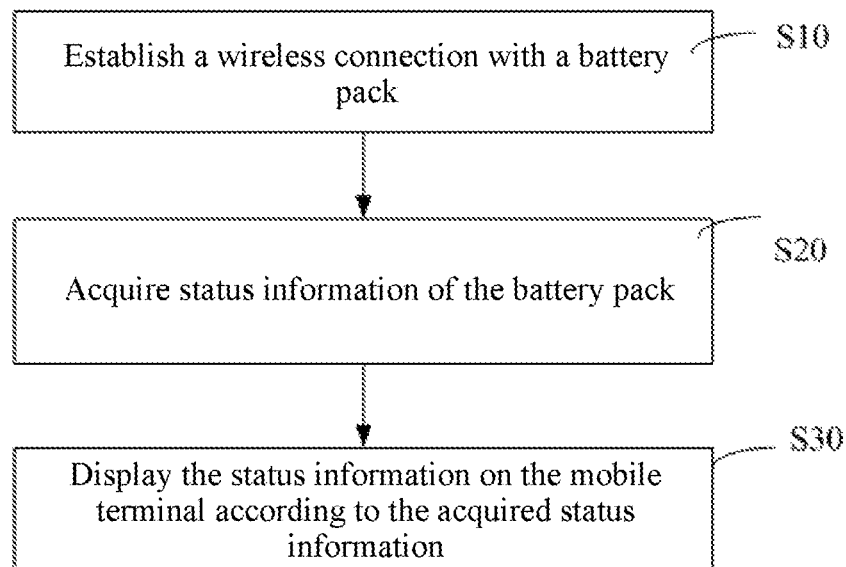 S10
Establish a wireless connection with a battery
pack
S20
Acquire status information of the battery pack
S30
Display the status information on the mobile
terminal according to the acquired status
information